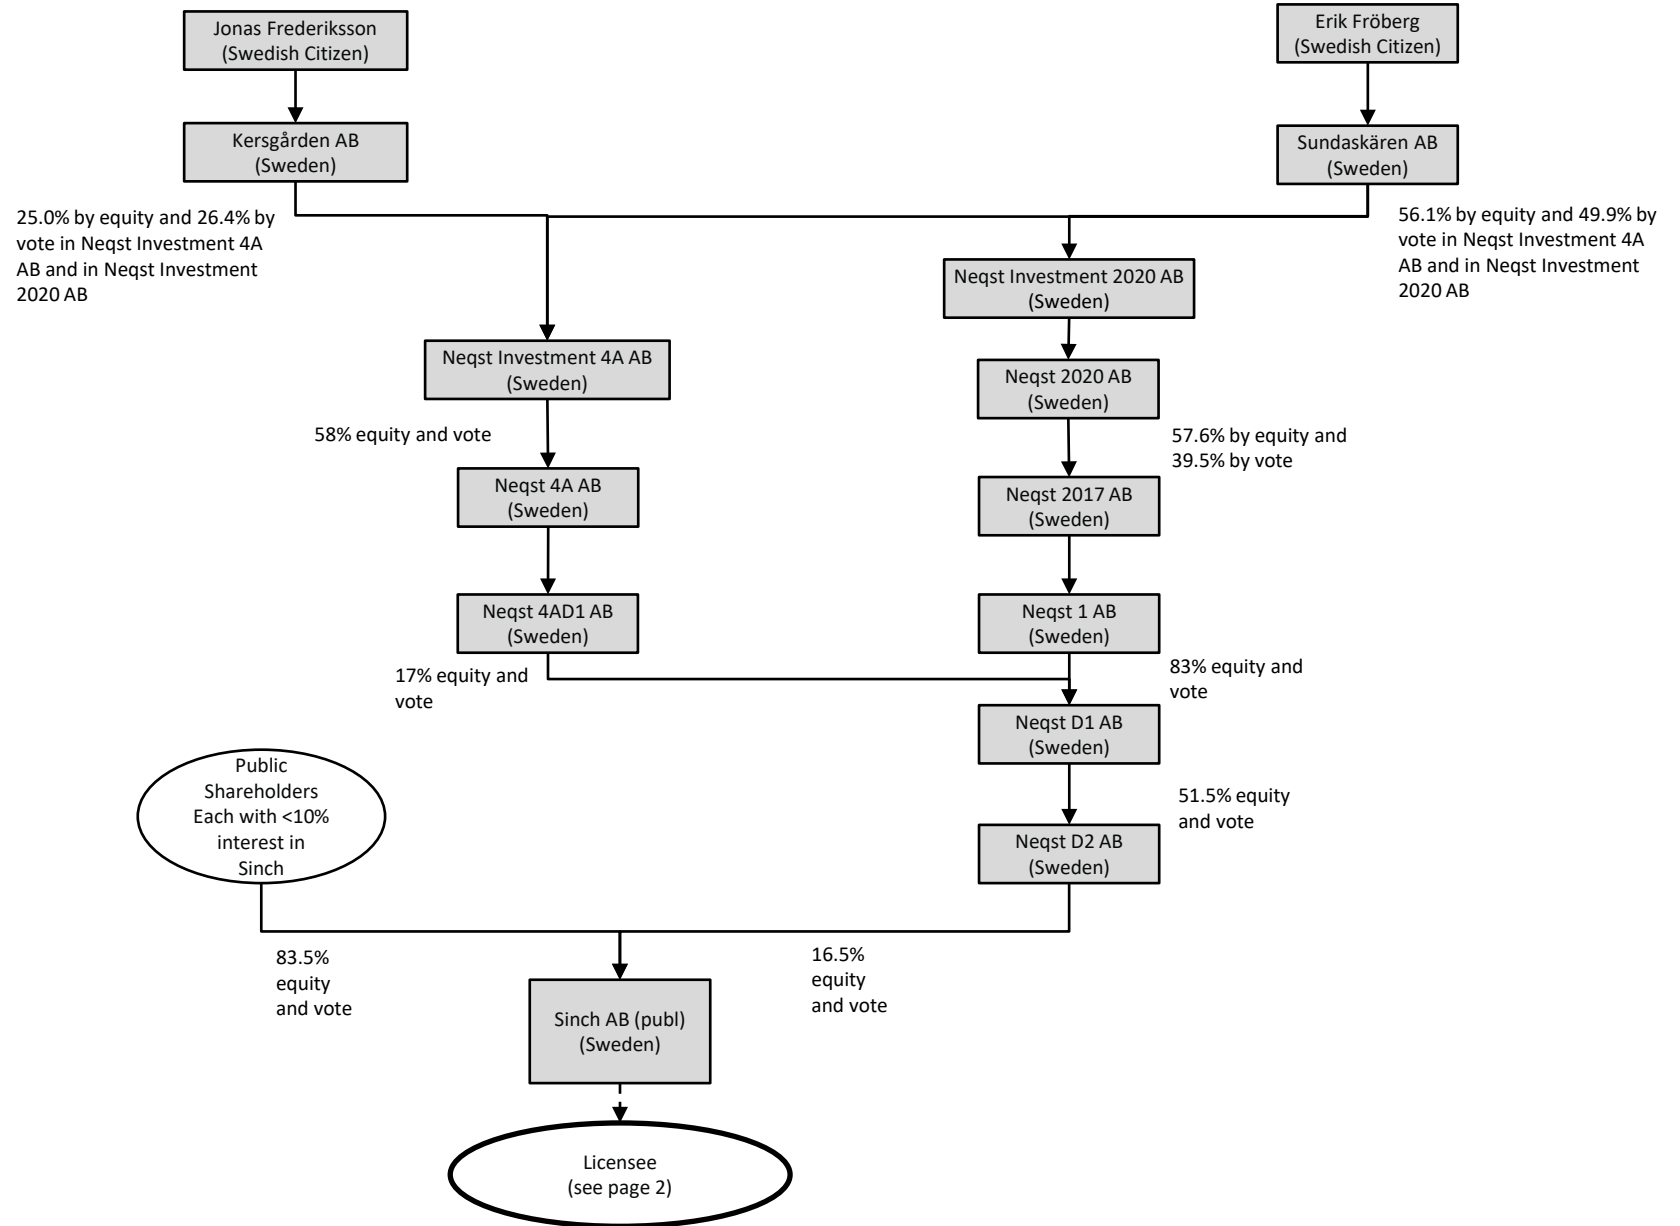 Jonas Frederiksson
(Swedish Citizen)
Erik Fröberg
(Swedish Citizen)
Kersgården AB
(Sweden)
Sundaskären AB
(Sweden)
25.0% by equity and 26.4% by
vote in Neqst Investment 4A
AB and in Neqst Investment
2020 AB
56.1% by equity and 49.9% by
vote in Neqst Investment 4A
AB and in Neqst Investment
2020 AB
Neqst Investment 2020 AB
(Sweden)
Neqst Investment 4A AB
(Sweden)
Neqst 2020 AB
(Sweden)
58% equity and vote
57.6% by equity and
39.5% by vote
Neqst 4A AB
(Sweden)
Neqst 2017 AB
(Sweden)
Neqst 4AD1 AB
(Sweden)
Neqst 1 AB
(Sweden)
17% equity and
vote
83% equity and
vote
Neqst D1 AB
(Sweden)
Public
Shareholders
Each with <10%
interest in
Sinch
51.5% equity
and vote
Neqst D2 AB
(Sweden)
83.5%
equity
and vote
16.5%
equity
and vote
Sinch AB (publ)
(Sweden)
Licensee
(see page 2)